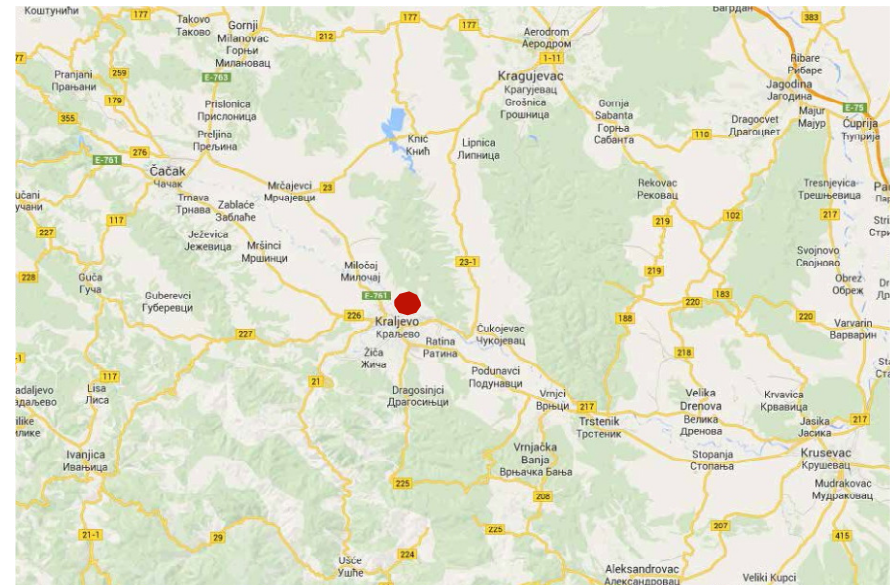 Коштунићи
177
Takovo
Таково
Gornji
Milanovac
Горњи
Милановац
212
177
177
Aerodrom
Аеродром
1-11
Багрдан
383
Ribare
Рибаре
77
Pranjani
Прањани
259
E-763
179
355
Prislonica
Прислоница
Kragujevac
Крагујевац
Grošnica
Грошница
Gornja
Sabanta
Горња
Сабанта
Jagodina
Јагодина
Majur
Мајур
E-75
Ćuprija
Ћуприја
Dragocvet
Драгоцвет
110
Preljina
Прељина
276
E-761
Čačak
Чачак
Knić
Кнић
Lipnica
Липница
Mrčajevci
Мрчајевци
23
Trnava
Трнава
Zablaće
Заблаће
учани
117
227
Rekovac
Рековац
219
102
Tresnjevica
Трешњевица
217
Ježevica
Јежевица
Mršinci
Мршинци
228
Guča
Гуча
Miločaj
Милочај
23-1
219
Svojnovo
Својново
Obrez
Обреж
Guberevci
Губеревци
E-761
226
Kraljevo
Краљево
227
220
183
188
220
Varvarin
Варварин
Čukojevac
Чукојевац
Ratina
Ратина
Žiča
Жича
218
117
Lisa
Лиса
21
Dragosinjci
Драгосињци
Podunavci
Подунавци
Vrnjci
Врњци
217
Trstenik
Трстеник
Velika
Drenova
Велика
Дренова
Krvavica
Крвавица
Jasika
Јасика
217
Ivanjica
Ивањица
Vrnjačka
Banja
Врњачка Бања
Stopanja
Стопања
Krusevac
Крушевац
225
208
Mudrakovac
Мудраковац
21-1
29
225
207
415
Ušće
Ушће
224
Aleksandrovac
Александровац
Veliki Kupci